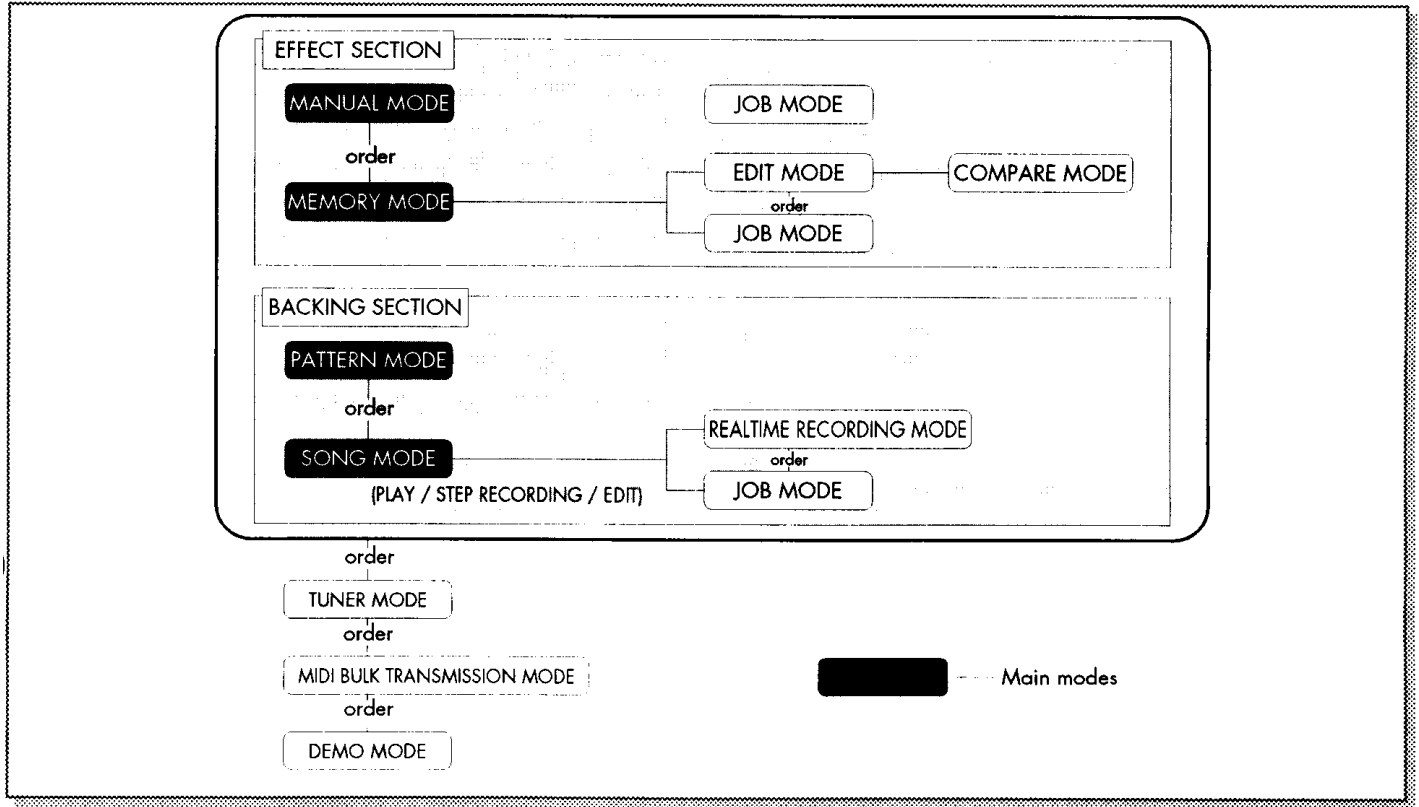 EFFECT SECTION
MANUAL MODE
JOB MODE
order
EDIT MODE
COMPARE MODE
MEMORY MODE
order
JOB MODE
BACKING SECTION
PATTERN MODE
order
REALTIME RECORDING MODE
SONG MODE
order
(PLAY / STEP RECORDING / EDIT)
JOB MODE
order
TUNER MODE
order
MIDI BULK TRANSMISSION MODE
Main modes
order
DEMO MODE